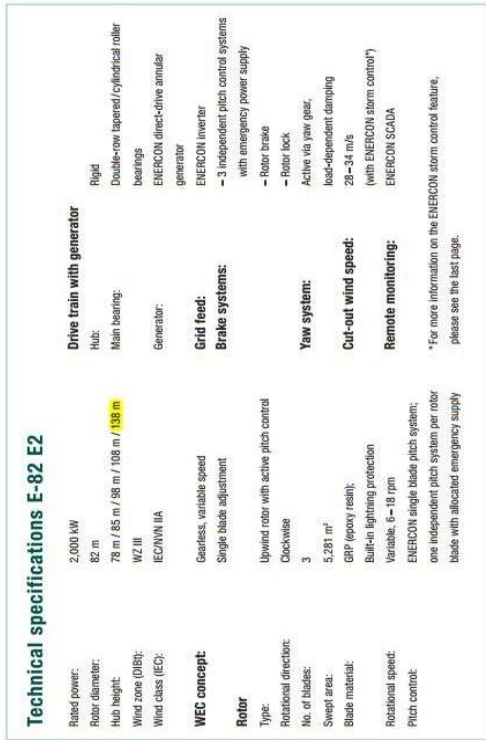 Technical specifications E-82 E2
Rated power: 2,000 kW
Rotor diameter: 82 m
Hub height: 78 m / 85 m / 98 m / 108 m / 138 m
Wind zone (DIBt): WZ III
Wind class (IEC): IEC/NVN IIA
WEC concept: Gearless, variable speed
Single blade adjustment
Rotor
Type: Upwind rotor with active pitch control
Rotational direction: Clockwise
No. of blades: 3
Swept area: 5,281 m²
Blade material: GRP (epoxy resin);
Built-in lightning protection
Rotational speed: Variable, 6–18 rpm
Pitch control: ENERCON single blade pitch system;
one independent pitch system per rotor
blade with allocated emergency supply
Drive train with generator
Hub: Rigid
Main bearing: Double-row tapered/cylindrical roller
bearings
Generator: ENERCON direct-drive annular
generator
Grid feed: ENERCON inverter
Brake systems: – 3 independent pitch control systems
with emergency power supply
– Rotor brake
– Rotor lock
Yaw system: Active via yaw gear,
load-dependent damping
Cut-out wind speed: 28–34 m/s
(with ENERCON storm control*)
Remote monitoring: ENERCON SCADA
* For more information on the ENERCON storm control feature,
please see the last page.